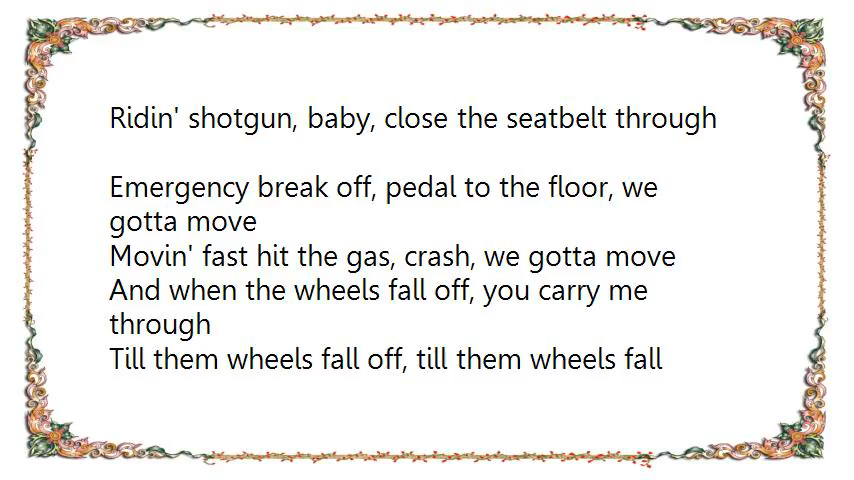 Ridin' shotgun, baby, close the seatbelt through
Emergency break off, pedal to the floor, we
gotta move
Movin' fast hit the gas, crash, we gotta move
And when the wheels fall off, you carry me
through
Till them wheels fall off, till them wheels fall